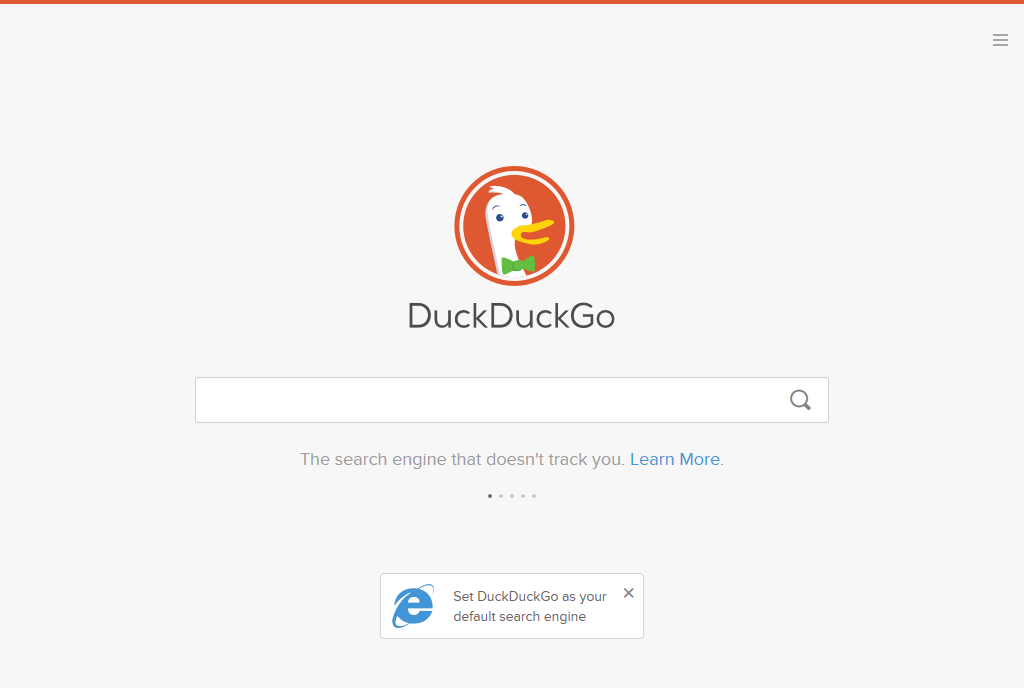 DuckDuckGo
The search engine that doesn't track you. Learn More.
Set DuckDuckGo as your
default search engine